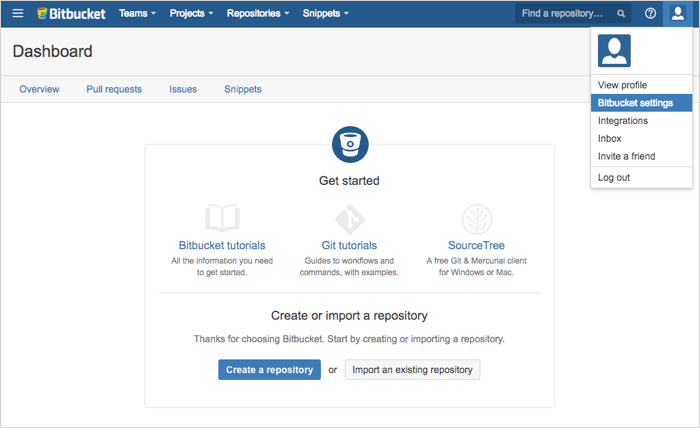 Bitbucket Teams Projects Repositories Snippets Find a repository...
Dashboard
Overview Pull requests Issues Snippets
View profile
Bitbucket settings
Integrations
Inbox
Invite a friend
Log out
Get started
Bitbucket tutorials
All the information you need
to get started.
Git tutorials
Guides to workflows and
commands, with examples.
SourceTree
A free Git & Mercurial client
for Windows or Mac.
Create or import a repository
Thanks for choosing Bitbucket. Start by creating or importing a repository.
Create a repository or Import an existing repository